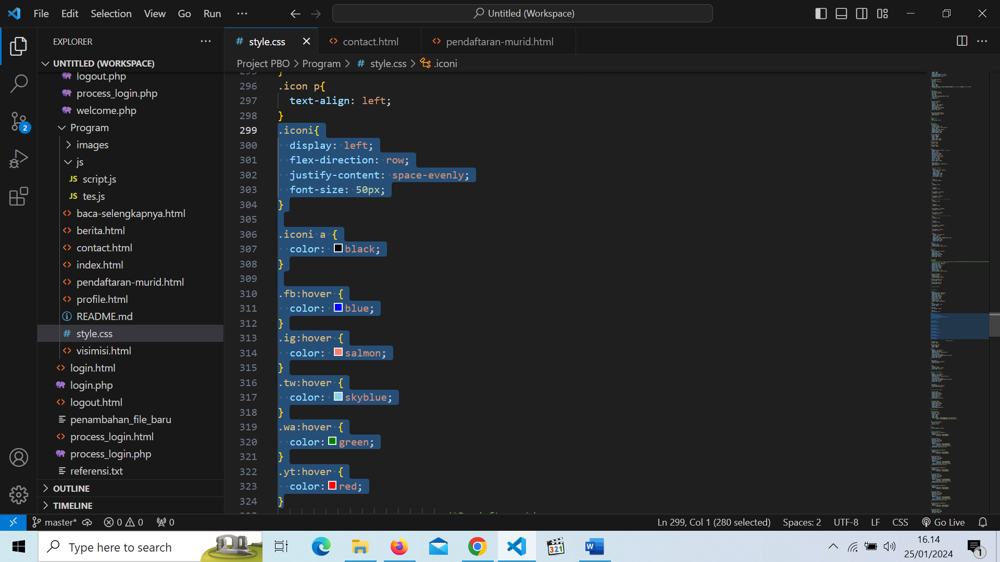 File Edit Selection View Go Run ··· Untitled (Workspace)
EXPLORER ···
UNTITLED (WORKSPACE)
logout.php
process_login.php
welcome.php
Program
images
js
JS script.js
JS tes.js
baca-selengkapnya.html
berita.html
contact.html
index.html
pendaftaran-murid.html
profile.html
README.md
# style.css
visimisi.html
login.html
login.php
logout.html
penambahan_file_baru
process_login.html
process_login.php
referensi.txt
OUTLINE
TIMELINE
2
# style.css contact.html pendaftaran-murid.html ···
Project PBO > Program > # style.css > .iconi
295 }
296 .icon p{
297 text-align: left;
298 }
299 .iconi{
300 display: left;
301 flex-direction: row;
302 justify-content: space-evenly;
303 font-size: 50px;
304 }
305
306 .iconi a {
307 color: black;
308 }
309
310 .fb:hover {
311 color: blue;
312 }
313 .ig:hover {
314 color: salmon;
315 }
316 .tw:hover {
317 color: skyblue;
318 }
319 .wa:hover {
320 color: green;
321 }
322 .yt:hover {
323 color: red;
324 }
master* 0 0 0 Ln 299, Col 1 (280 selected) Spaces: 2 UTF-8 LF CSS Go Live
Type here to search
321
W
16.14
25/01/2024
1